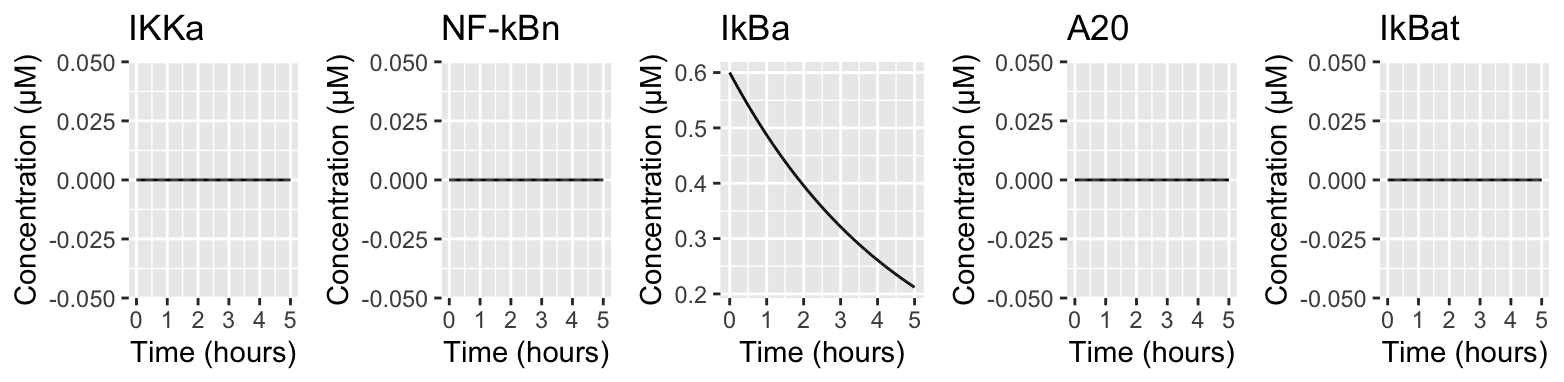 IKKa
NF-kBn
IkBa
A20
IkBat
Concentration (µM)
0.050
0.025
0.000
-0.025
-0.050
0 1 2 3 4 5
Time (hours)
Concentration (µM)
0.050
0.025
0.000
-0.025
-0.050
0 1 2 3 4 5
Time (hours)
Concentration (µM)
0.6
0.5
0.4
0.3
0.2
0 1 2 3 4 5
Time (hours)
Concentration (µM)
0.050
0.025
0.000
-0.025
-0.050
0 1 2 3 4 5
Time (hours)
Concentration (µM)
0.050
0.025
0.000
-0.025
-0.050
0 1 2 3 4 5
Time (hours)